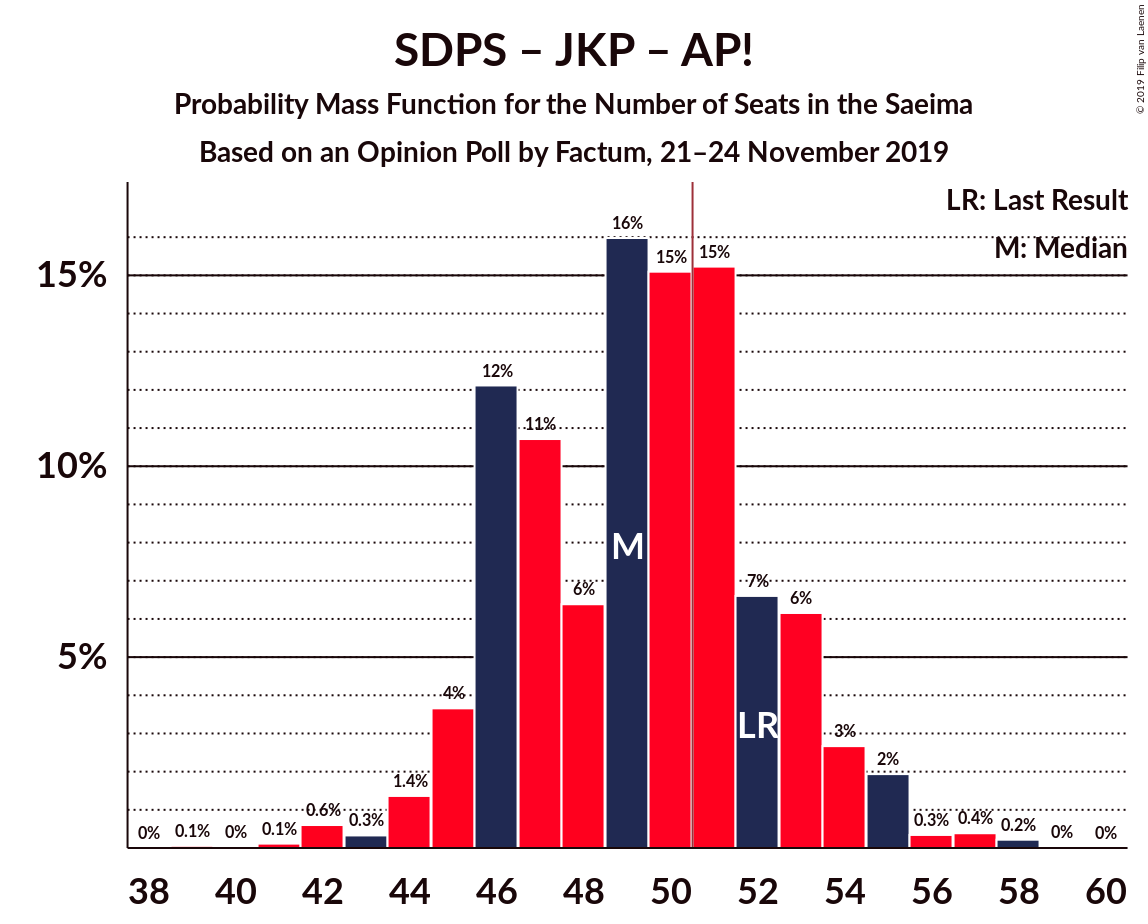 SDPS – JKP – AP!
Probability Mass Function for the Number of Seats in the Saeima
Based on an Opinion Poll by Factum, 21–24 November 2019
© 2019 Filip van Laenen
LR: Last Result
M: Median
15%
10%
5%
0%
0.1%
0%
0.1%
0.6%
0.3%
1.4%
4%
12%
11%
6%
16%
15%
15%
7%
6%
3%
2%
0.3%
0.4%
0.2%
0%
0%
M
LR
38 40 42 44 46 48 50 52 54 56 58 60